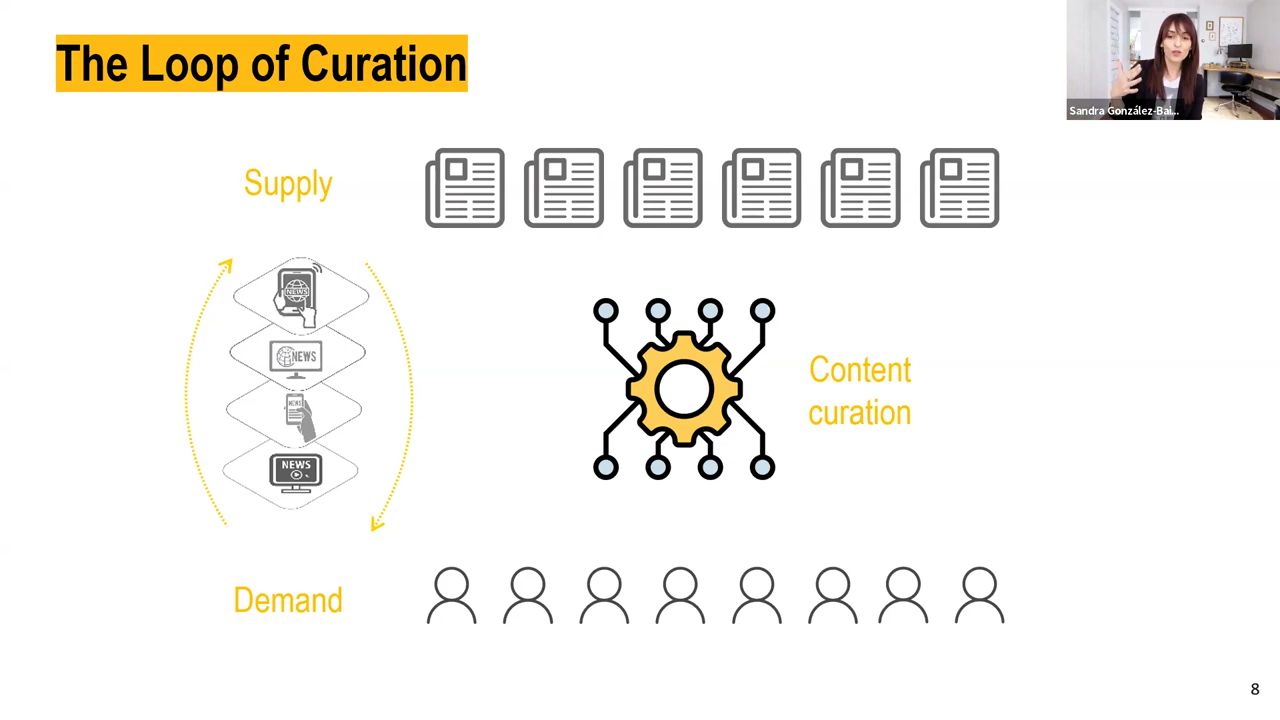 The Loop of Curation
Sandra González-Bai...
Supply
NEWS
NEWS
NEWS
NEWS
Content
curation
Demand
8